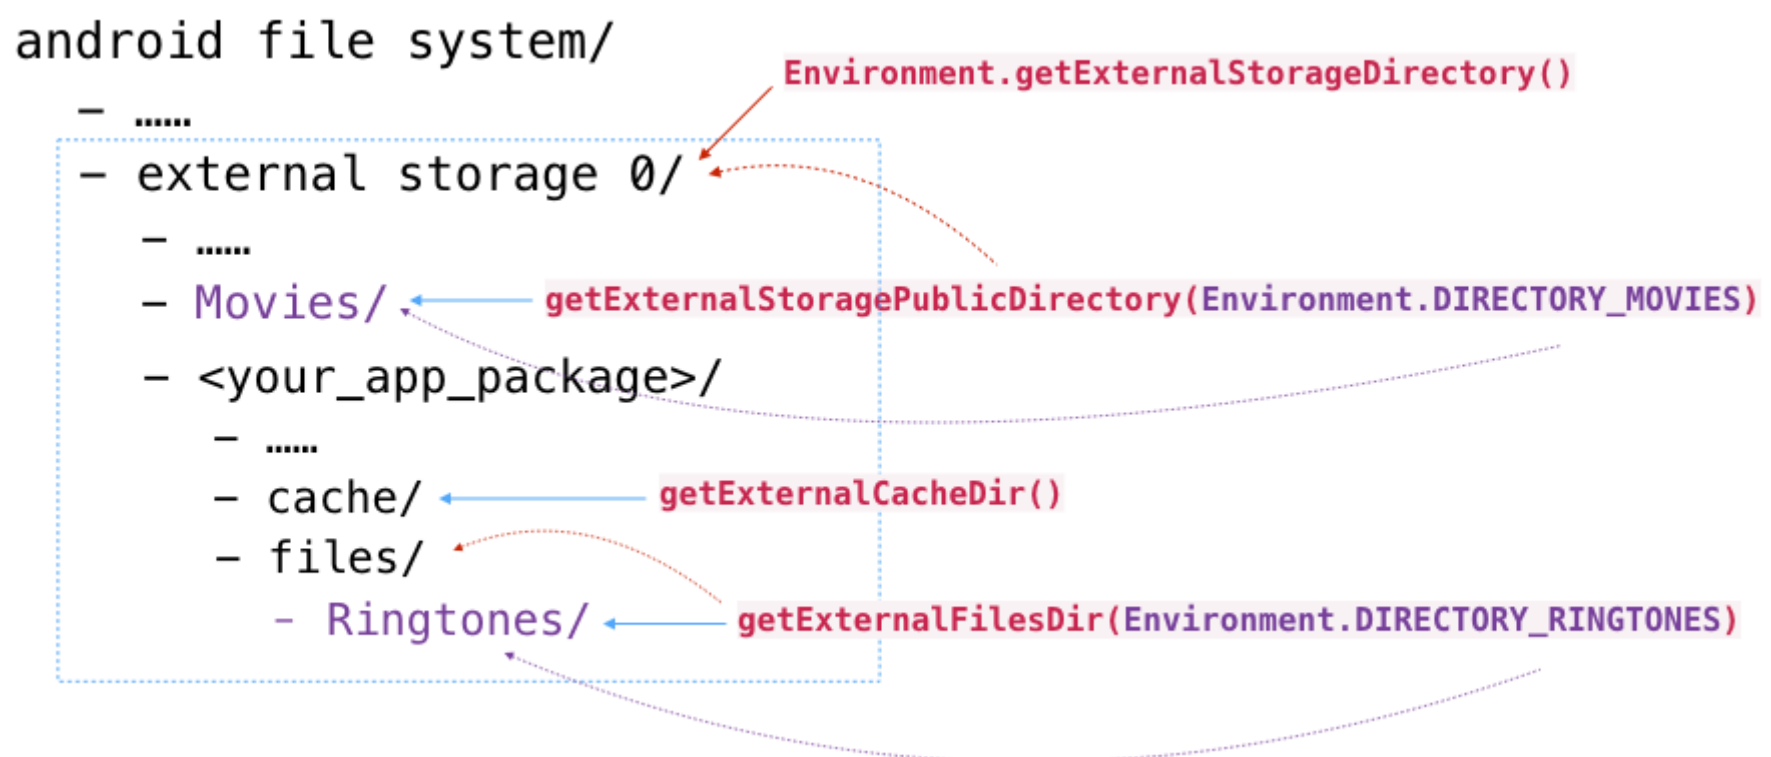 android file system/
Environment.getExternalStorageDirectory()
- ……
- external storage 0/
- ……
- Movies/
getExternalStoragePublicDirectory(Environment.DIRECTORY_MOVIES)
- <your_app_package>/
- ……
- cache/
getExternalCacheDir()
- files/
- Ringtones/
getExternalFilesDir(Environment.DIRECTORY_RINGTONES)